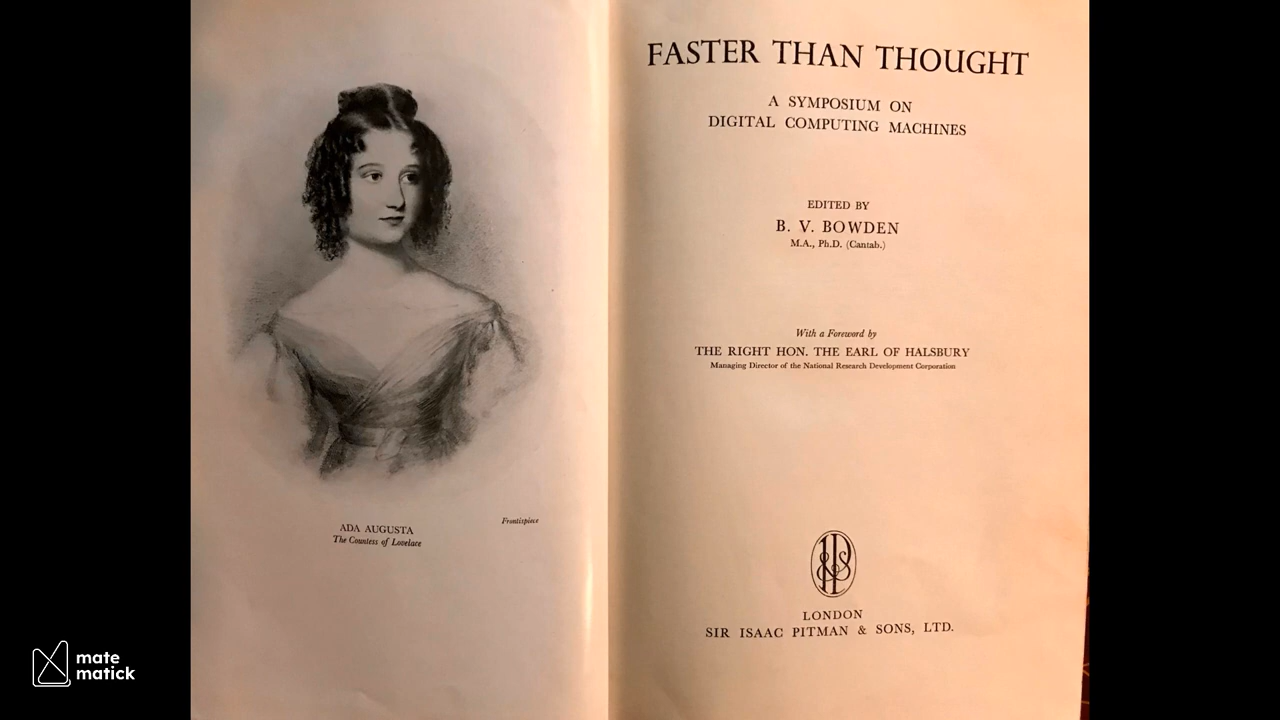 ADA AUGUSTA
The Countess of Lovelace
Frontispiece
FASTER THAN THOUGHT
A SYMPOSIUM ON
DIGITAL COMPUTING MACHINES
EDITED BY
B. V. BOWDEN
M.A., Ph.D. (Cantab.)
With a Foreword by
THE RIGHT HON. THE EARL OF HALSBURY
Managing Director of the National Research Development Corporation
LONDON
SIR ISAAC PITMAN & SONS, LTD.
mate
matick